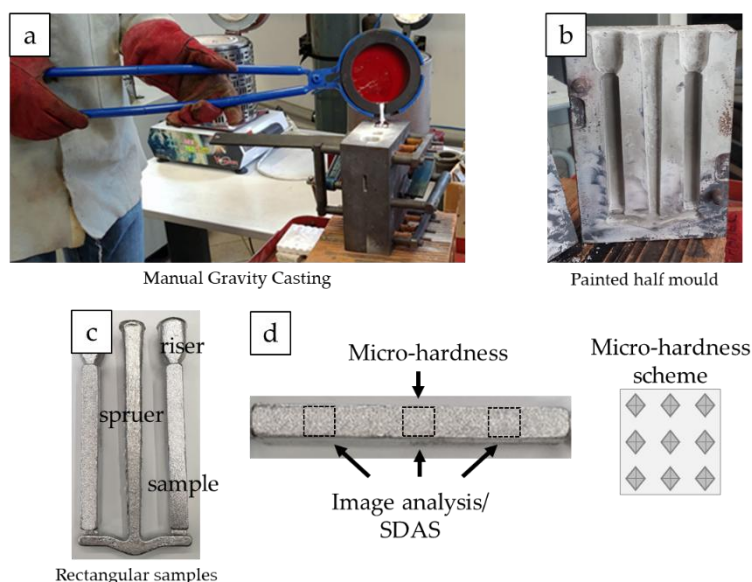 a
b
Manual Gravity Casting
Painted half mould
c
riser
spruer
sample
Rectangular samples
d
Micro-hardness
Image analysis/
SDAS
Micro-hardness
scheme